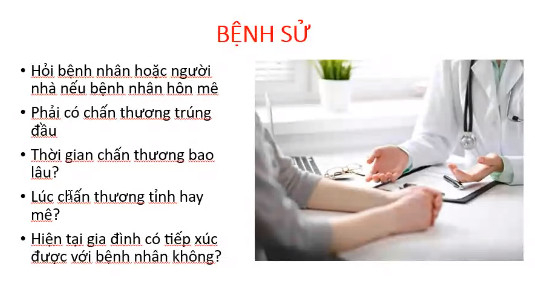 BỆNH SỬ
• Hỏi bệnh nhân hoặc người
nhà nếu bệnh nhân hôn mê
• Phải có chấn thương trúng
đầu
• Thời gian chấn thương bao
lâu?
• Lúc chấn thương tỉnh hay
mê?
• Hiện tại gia đình có tiếp xúc
được với bệnh nhân không?